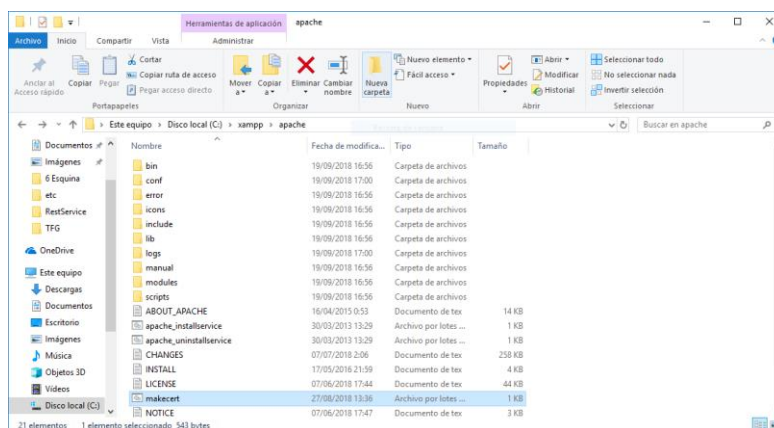 Herramientas de aplicación apache
Archivo Inicio Compartir Vista Administrar
Anclar al Acceso rápido
Copiar
Pegar
Cortar
Copiar ruta de acceso
Pegar acceso directo
Mover a
Copiar a
Eliminar
Cambiar nombre
Nueva carpeta
Nuevo elemento
Fácil acceso
Propiedades
Abrir
Modificar
Historial
Seleccionar todo
No seleccionar nada
Invertir selección
Portapapeles Organizar Nuevo Abrir Seleccionar
Este equipo > Disco local (C:) > xampp > apache
Buscar en apache
Documentos
Imágenes
6 Esquina
etc
RestService
TFG
OneDrive
Este equipo
Descargas
Documentos
Escritorio
Imágenes
Música
Objetos 3D
Vídeos
Disco local (C:)
Nombre Fecha de modifica... Tipo Tamaño
bin 19/09/2018 16:56 Carpeta de archivos
conf 19/09/2018 17:00 Carpeta de archivos
error 19/09/2018 16:56 Carpeta de archivos
icons 19/09/2018 16:56 Carpeta de archivos
include 19/09/2018 16:56 Carpeta de archivos
lib 19/09/2018 16:56 Carpeta de archivos
logs 19/09/2018 17:00 Carpeta de archivos
manual 19/09/2018 16:56 Carpeta de archivos
modules 19/09/2018 16:56 Carpeta de archivos
scripts 19/09/2018 16:56 Carpeta de archivos
ABOUT_APACHE 16/04/2015 0:53 Documento de tex 14 KB
apache_installservice 30/03/2013 13:29 Archivo por lotes ... 1 KB
apache_uninstallservice 30/03/2013 13:29 Archivo por lotes ... 1 KB
CHANGES 07/07/2018 2:06 Documento de tex 258 KB
INSTALL 17/05/2016 21:59 Documento de tex 4 KB
LICENSE 07/06/2018 17:44 Documento de tex 44 KB
makecert 27/08/2018 13:36 Archivo por lotes ... 1 KB
NOTICE 07/06/2018 17:47 Documento de tex 3 KB
21 elementos 1 elemento seleccionado 543 bytes